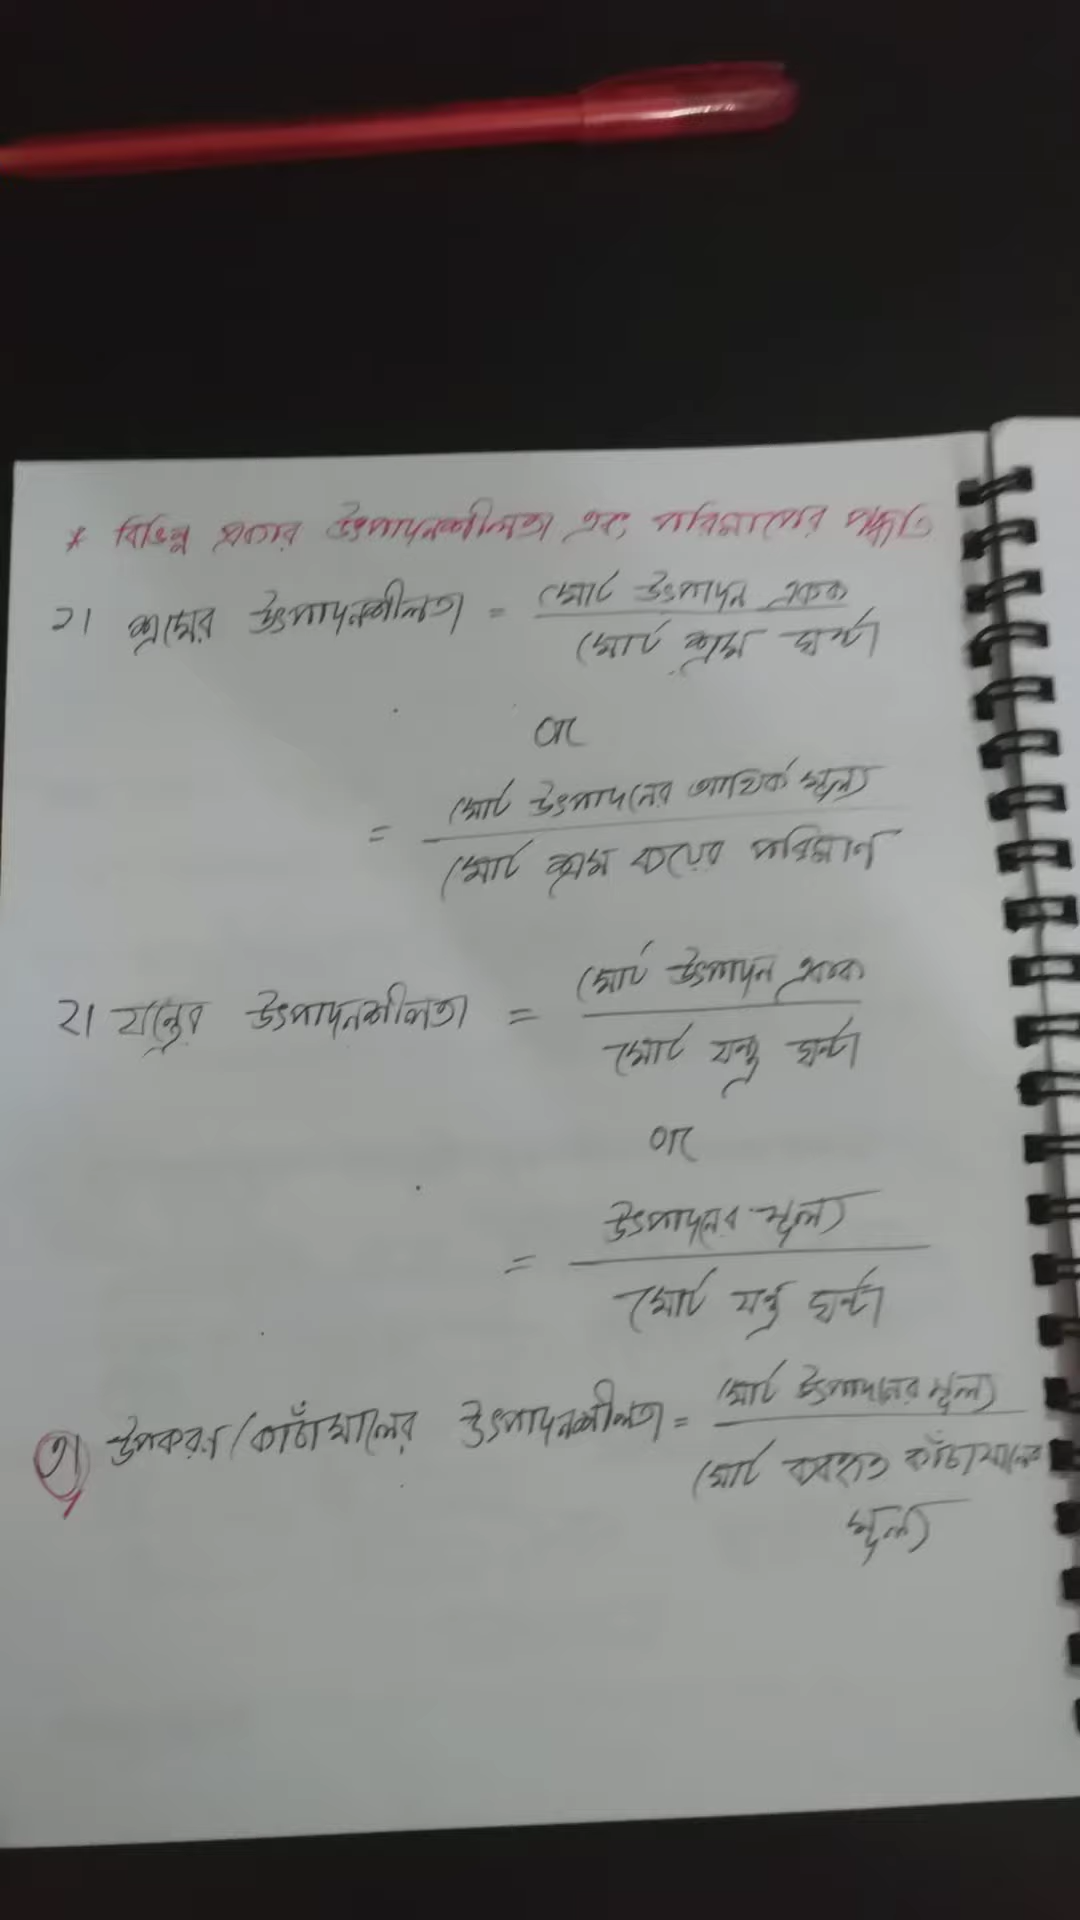 * বিভিন্ন প্রকার উৎপাদনশীলতা এবং পরিমাপের পদ্ধতি
১। শ্রমের উৎপাদনশীলতা = মোট উৎপাদন একক
মোট শ্রম ঘন্টা
or
= মোট উৎপাদনের আর্থিক মূল্য
মোট শ্রম ব্যয়ের পরিমাণ
২। যন্ত্রের উৎপাদনশীলতা = মোট উৎপাদন একক
মোট যন্ত্র ঘন্টা
or
= উৎপাদনের মূল্য
মোট যন্ত্র ঘন্টা
৩। উপকরণ/কাঁচামালের উৎপাদনশীলতা = মোট উৎপাদনের মূল্য
মোট ব্যবহৃত কাঁচামালের
মূল্য